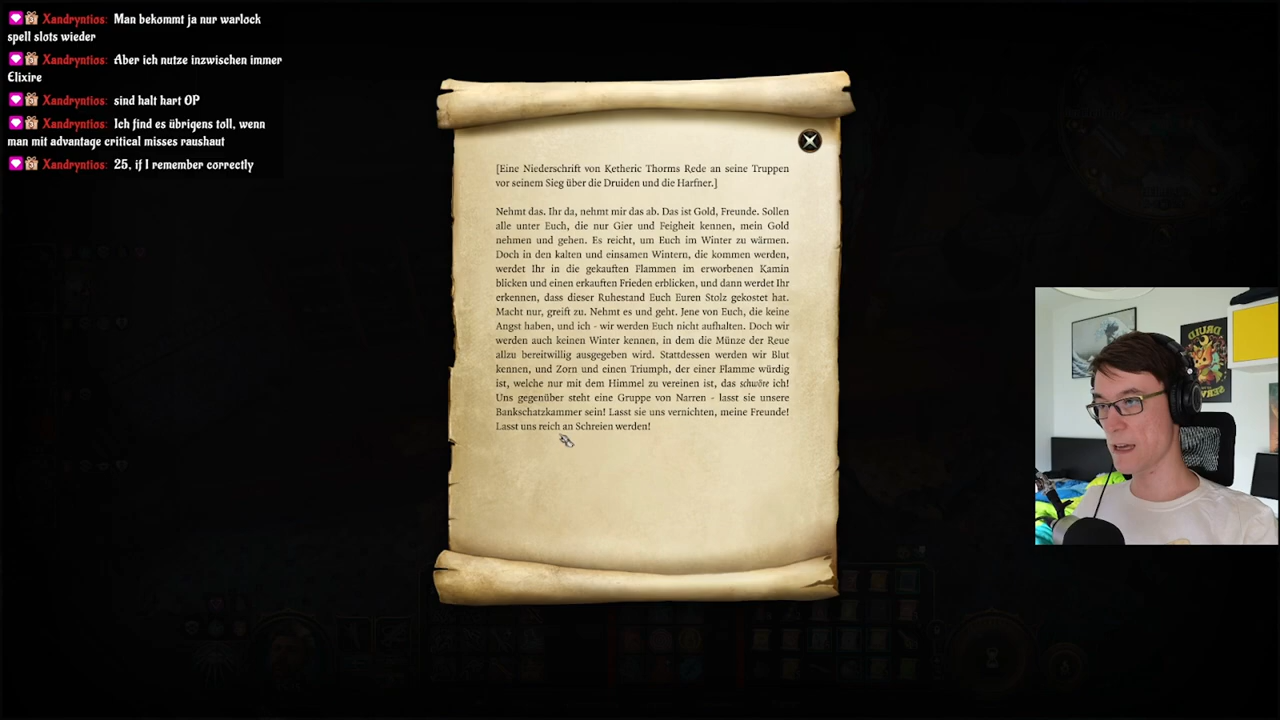 Xandryntios: Man bekommt ja nur warlock
spell slots wieder
Xandryntios: Aber ich nutze inzwischen immer
Elixire
Xandryntios: sind halt hart OP
Xandryntios: Ich find es übrigens toll, wenn
man mit advantage critical misses raushaut
Xandryntios: 25, if I remember correctly
[Eine Niederschrift von Ketheric Thorms Rede an seine Truppen
vor seinem Sieg über die Druiden und die Harfner.]
Nehmt das. Ihr da, nehmt mir das ab. Das ist Gold, Freunde. Sollen
alle unter Euch, die nur Gier und Feigheit kennen, mein Gold
nehmen und gehen. Es reicht, um Euch im Winter zu wärmen.
Doch in den kalten und einsamen Wintern, die kommen werden,
werdet Ihr in die gekauften Flammen im erworbenen Kamin
blicken und einen erkauften Frieden erblicken, und dann werdet Ihr
erkennen, dass dieser Ruhestand Euch Euren Stolz gekostet hat.
Macht nur, greift zu. Nehmt es und geht. Jene von Euch, die keine
Angst haben, und ich - wir werden Euch nicht aufhalten. Doch wir
werden auch keinen Winter kennen, in dem die Münze der Reue
allzu bereitwillig ausgegeben wird. Stattdessen werden wir Blut
kennen, und Zorn und einen Triumph, der einer Flamme würdig
ist, welche nur mit dem Himmel zu vereinen ist, das schwöre ich!
Uns gegenüber steht eine Gruppe von Narren - lasst sie unsere
Bankschatzkammer sein! Lasst sie uns vernichten, meine Freunde!
Lasst uns reich an Schreien werden!
DRUID